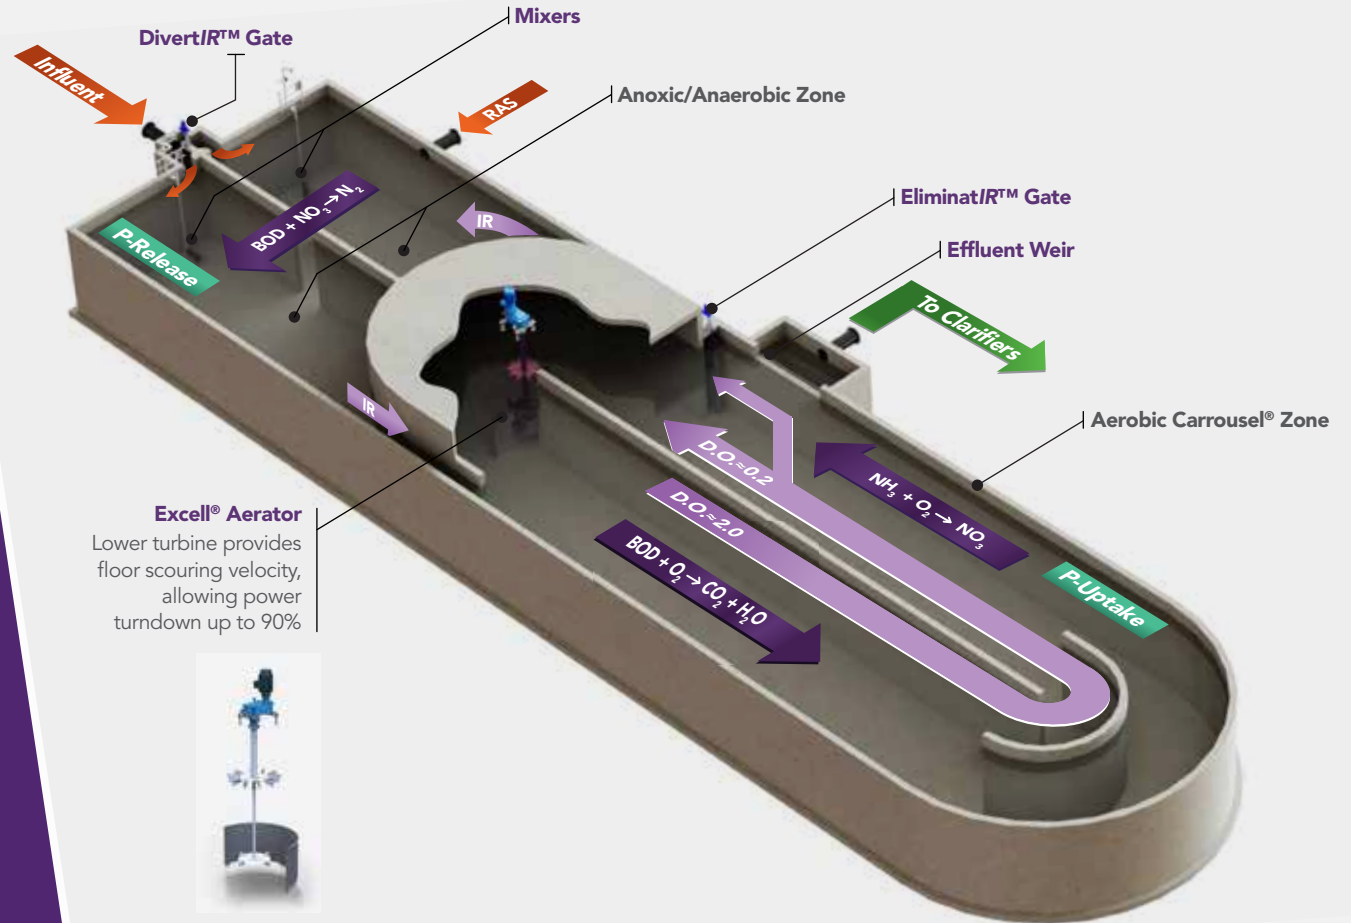 Mixers
DivertIR™ Gate
Influent
RAS
Anoxic/Anaerobic Zone
BOD + NO₃ → N₂
IR
EliminatIR™ Gate
P-Release
Effluent Weir
To Clarifiers
IR
Aerobic Carrousel® Zone
D.O.≈0.2
NH₃ + O₂ → NO₃
D.O.≈2.0
Excell® Aerator
Lower turbine provides
floor scouring velocity,
allowing power
turndown up to 90%
BOD + O₂ → CO₂ + H₂O
P-Uptake